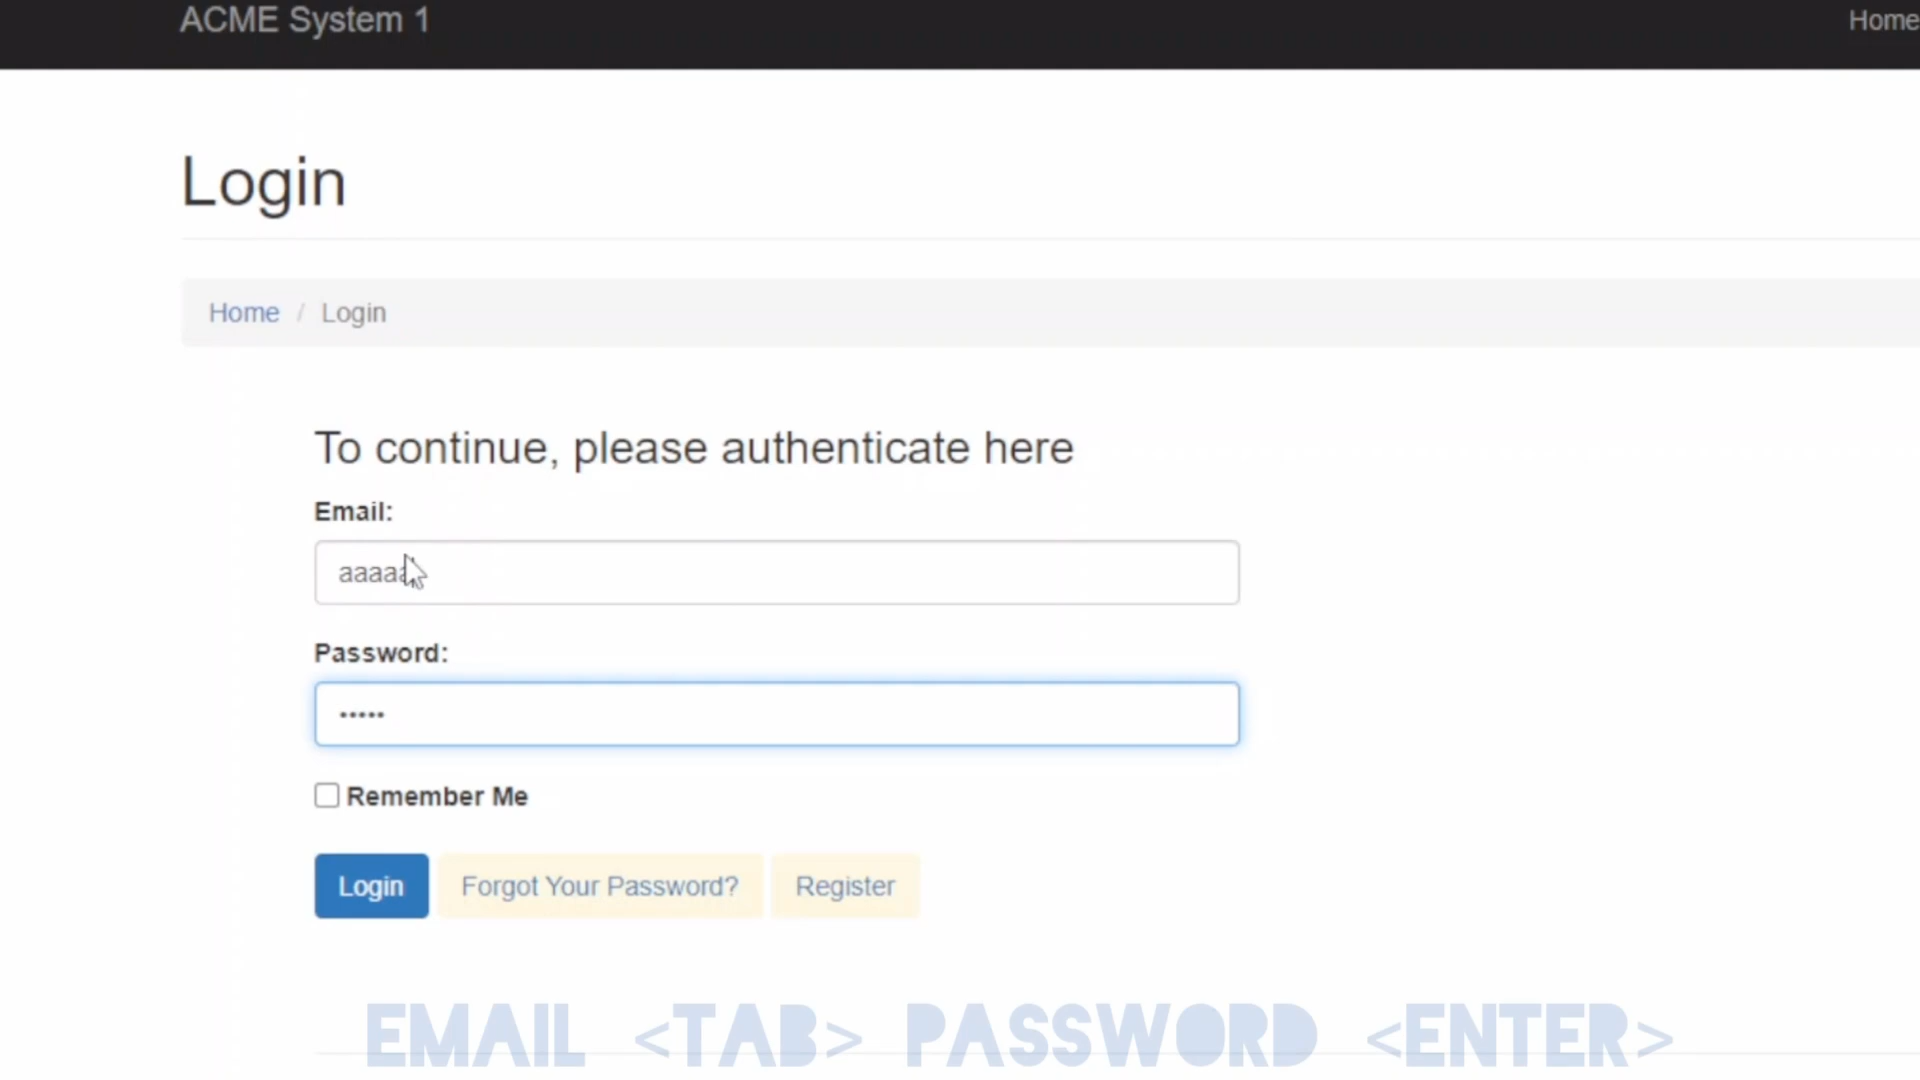 ACME System 1
Home
Login
Home / Login
To continue, please authenticate here
Email:
Password:
•••••
Remember Me
Login
Forgot Your Password?
Register
EMAIL <TAB> PASSWORD <ENTER>